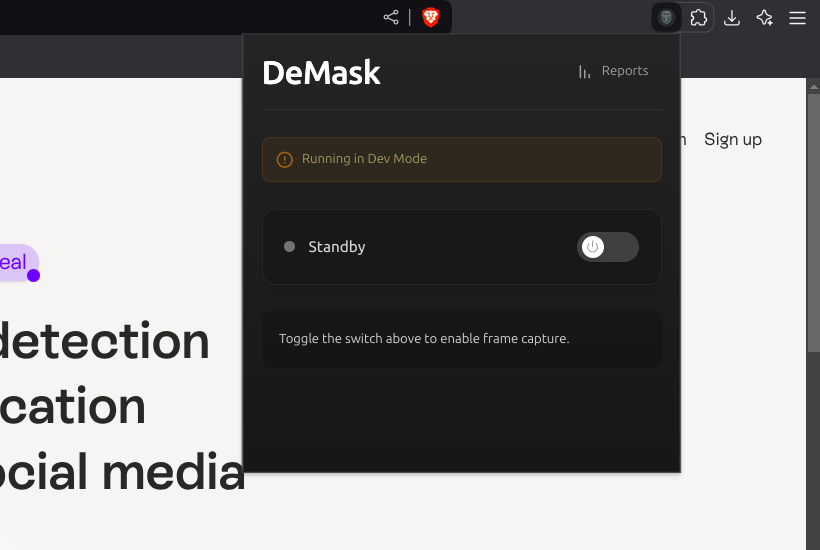 DeMask
Reports
Running in Dev Mode
Sign up
Standby
eal
detection
Toggle the switch above to enable frame capture.
cation
ocial media